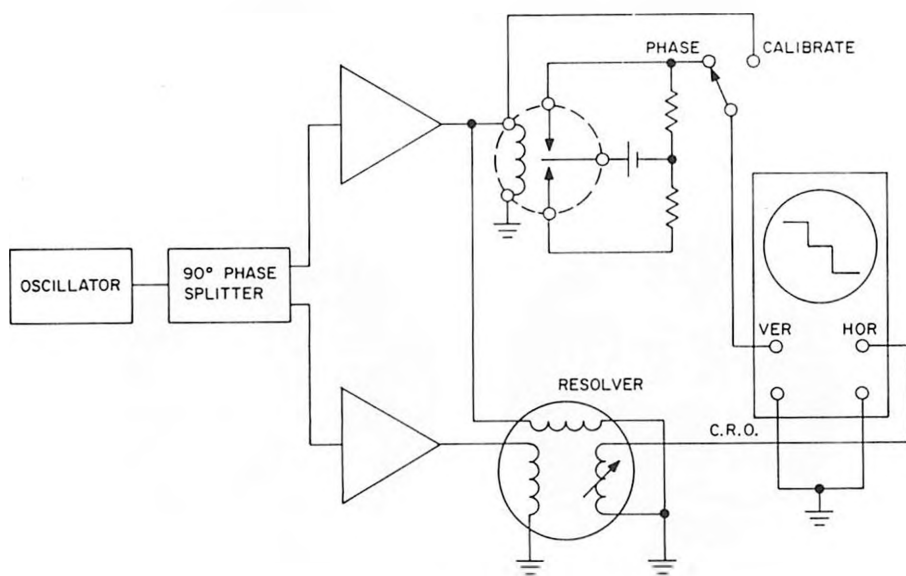 PHASE
CALIBRATE
OSCILLATOR
90° PHASE
SPLITTER
VER
HOR
RESOLVER
C.R.O.